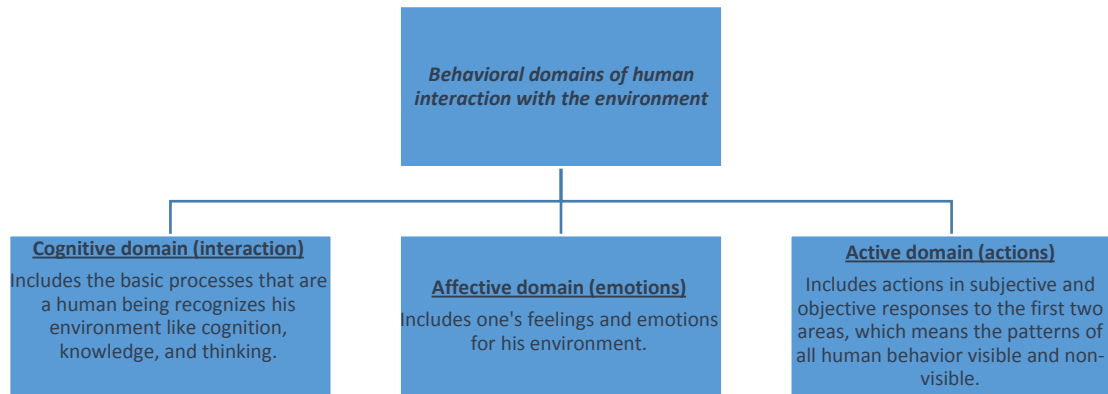 Behavioral domains of human
interaction with the environment
Cognitive domain (interaction)
Includes the basic processes that are
a human being recognizes his
environment like cognition,
knowledge, and thinking.
Affective domain (emotions)
Includes one's feelings and emotions
for his environment.
Active domain (actions)
Includes actions in subjective and
objective responses to the first two
areas, which means the patterns of
all human behavior visible and non-
visible.